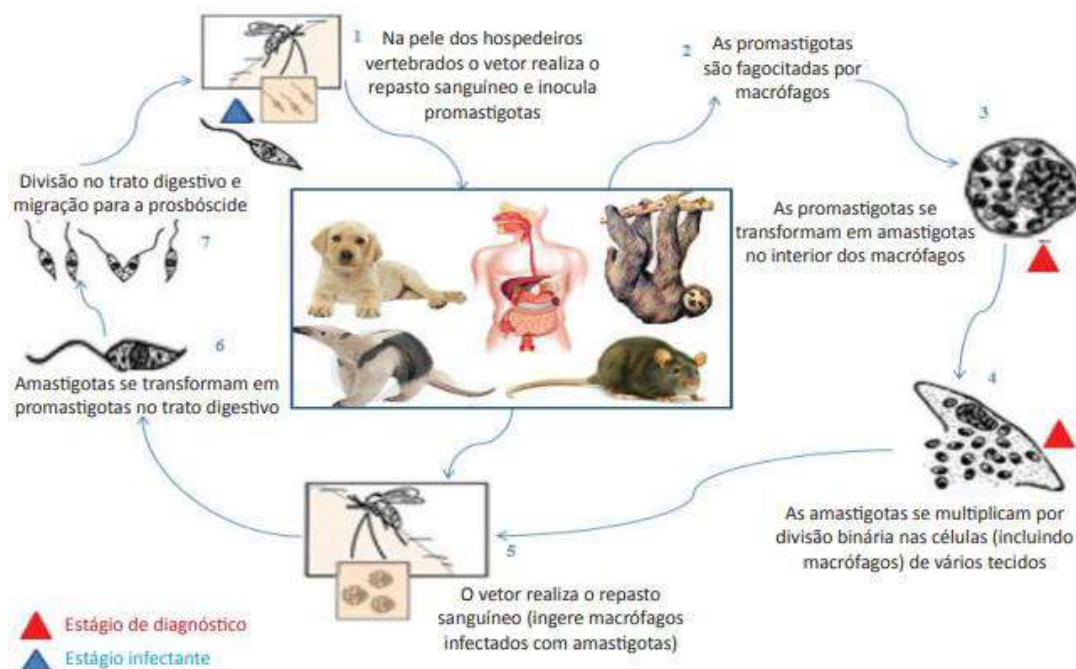 1
Na pele dos hospedeiros
vertebrados o vetor realiza o
repasto sanguíneo e inocula
promastigotas
2
As promastigotas
são fagocitadas por
macrófagos
3
As promastigotas se
transformam em amastigotas
no interior dos macrófagos
4
As amastigotas se multiplicam por
divisão binária nas células (incluindo
macrófagos) de vários tecidos
5
O vetor realiza o repasto
sanguíneo (ingere macrófagos
infectados com amastigotas)
6
Amastigotas se transformam em
promastigotas no trato digestivo
Divisão no trato digestivo e
migração para a prosbóscide
7
Estágio de diagnóstico
Estágio infectante